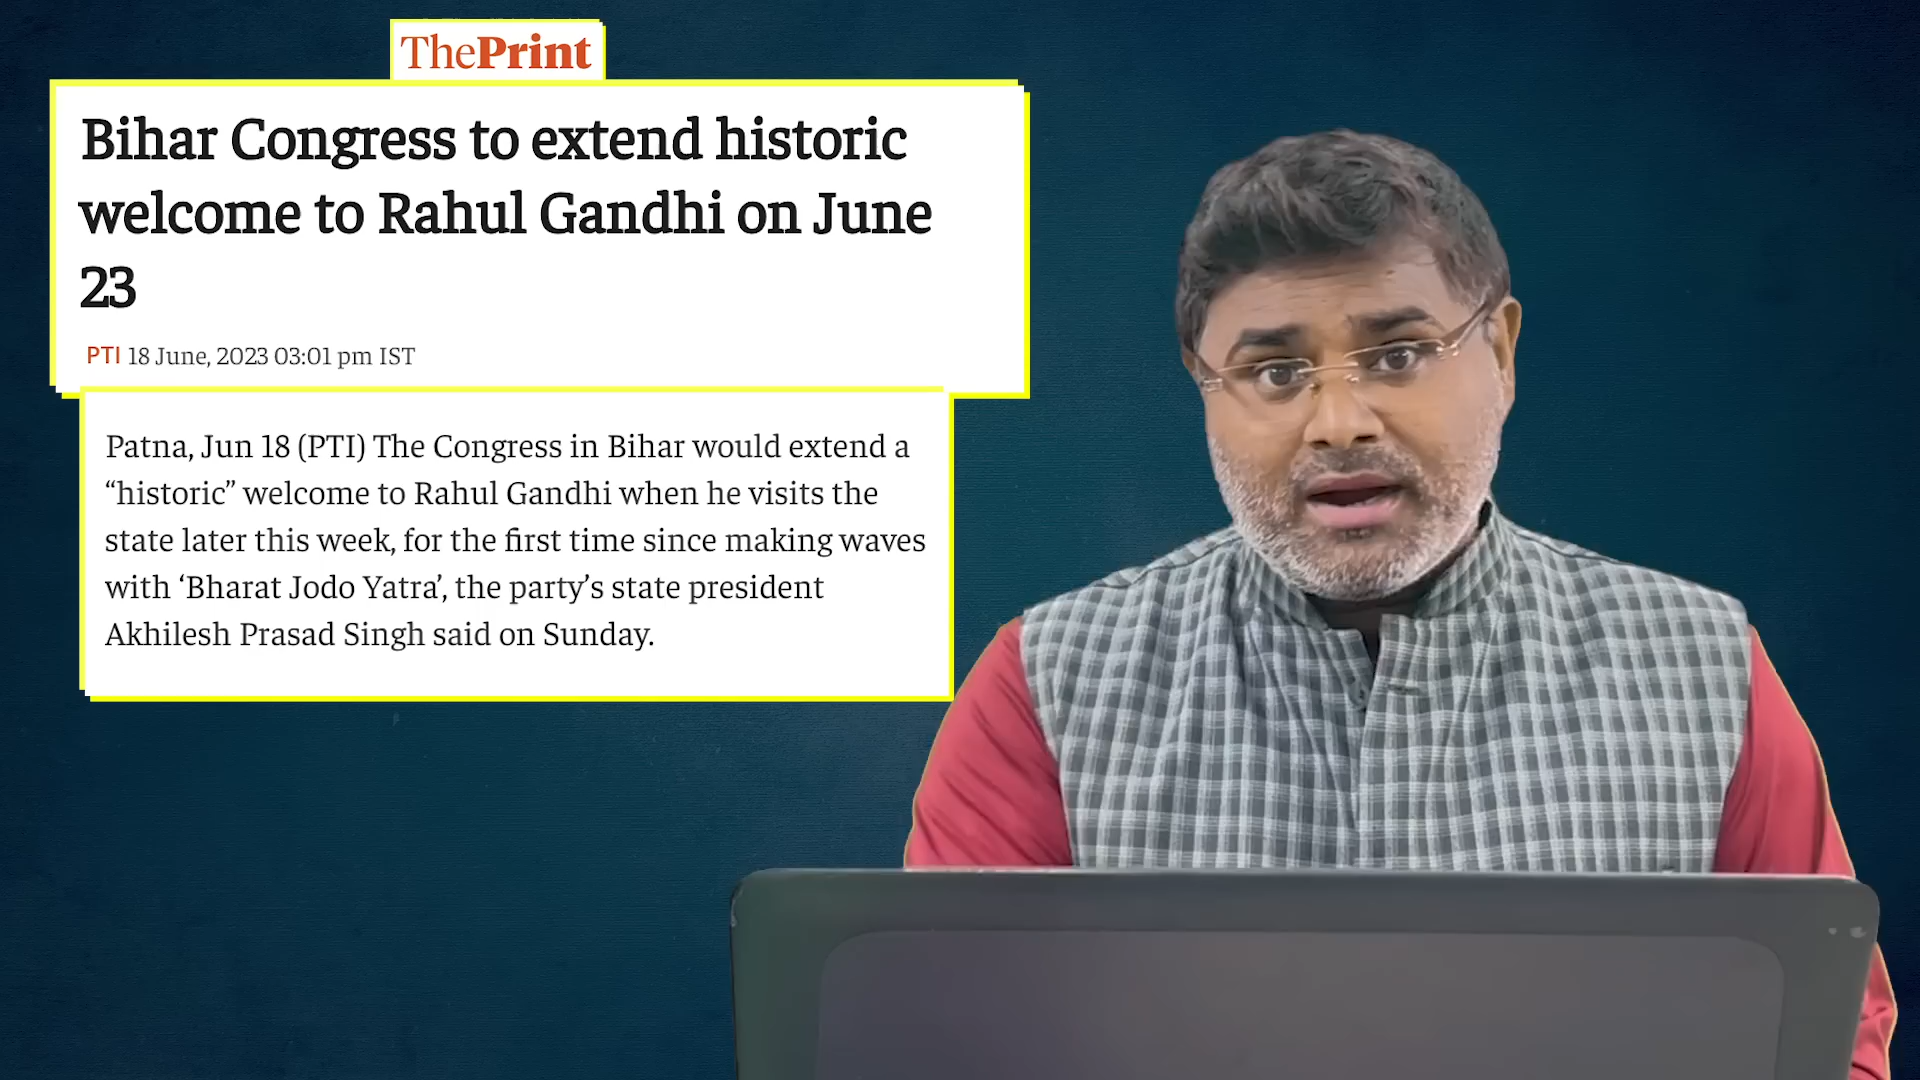 ThePrint
Bihar Congress to extend historic
welcome to Rahul Gandhi on June
23
PTI 18 June, 2023 03:01 pm IST
Patna, Jun 18 (PTI) The Congress in Bihar would extend a
“historic” welcome to Rahul Gandhi when he visits the
state later this week, for the first time since making waves
with ‘Bharat Jodo Yatra’, the party’s state president
Akhilesh Prasad Singh said on Sunday.